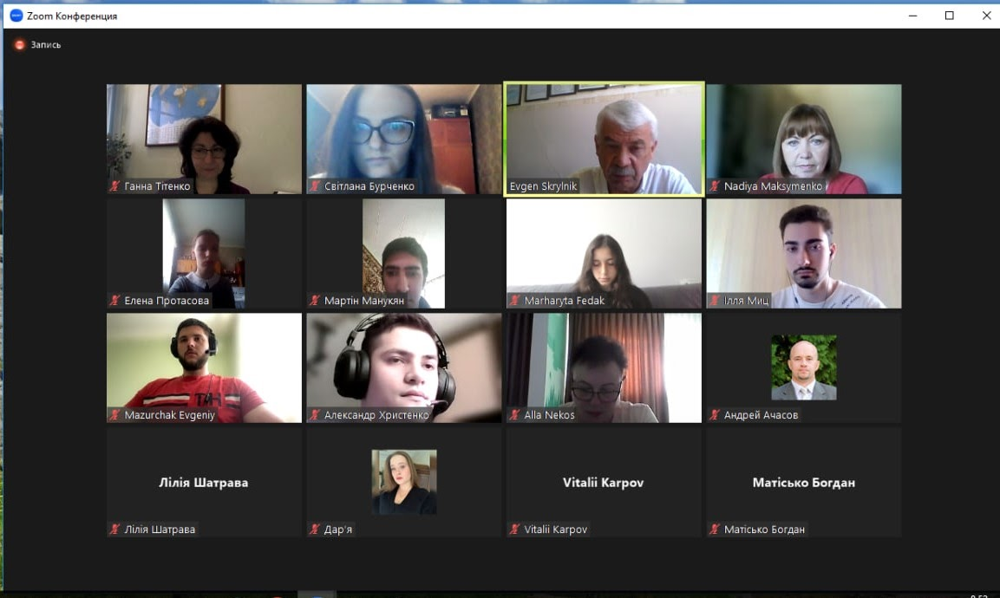 Zoom Конференция
Запись
Ганна Тітенко
Світлана Бурченко
Evgen Skrylnik
Nadiya Maksymenko
Елена Протасова
Мартін Манукян
Marharyta Fedak
Ілля Миц
Mazurchak Evgeniy
Александр Христенко
Alla Nekos
Андрей Ачасов
Лілія Шатрава
Vitalii Karpov
Матісько Богдан
Лілія Шатрава
Дар'я
Vitalii Karpov
Матісько Богдан